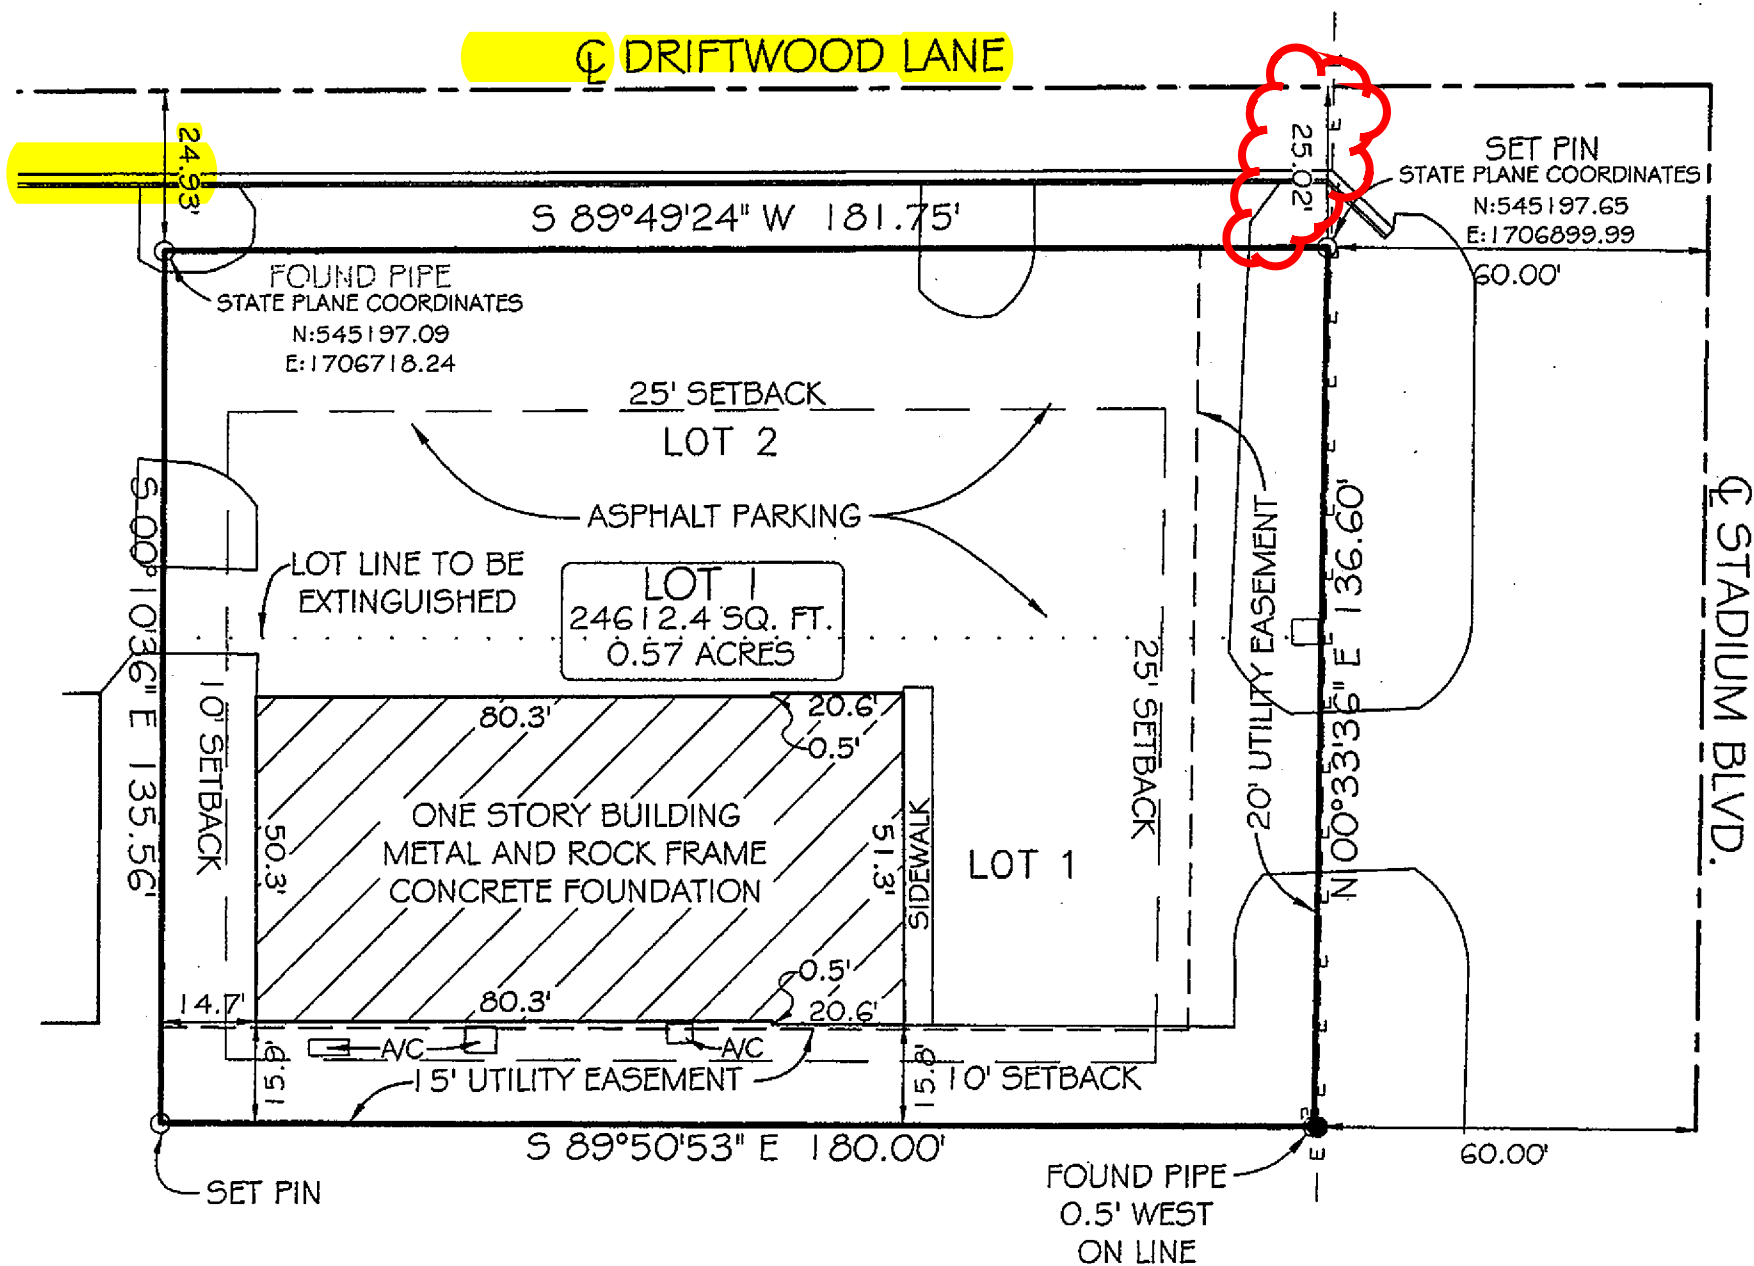 ℄ DRIFTWOOD LANE
24.93'
25.02'
SET PIN
STATE PLANE COORDINATES
N:545197.65
E:1706899.99
S 89°49'24" W 181.75'
60.00'
FOUND PIPE
STATE PLANE COORDINATES
N:545197.09
E:1706718.24
25' SETBACK
LOT 2
ASPHALT PARKING
LOT LINE TO BE
EXTINGUISHED
LOT 1
24612.4 SQ. FT.
0.57 ACRES
S 00°10'36" E 135.56'
10' SETBACK
25' SETBACK
20' UTILITY EASEMENT
N 00°33'36" E 136.60'
℄ STADIUM BLVD.
80.3'
20.6'
0.5'
50.3'
ONE STORY BUILDING
METAL AND ROCK FRAME
CONCRETE FOUNDATION
51.3'
SIDEWALK
LOT 1
0.5'
14.7'
80.3'
20.6'
A/C
A/C
15.6'
15' UTILITY EASEMENT
15.8'
10' SETBACK
S 89°50'53" E 180.00'
60.00'
SET PIN
FOUND PIPE
0.5' WEST
ON LINE